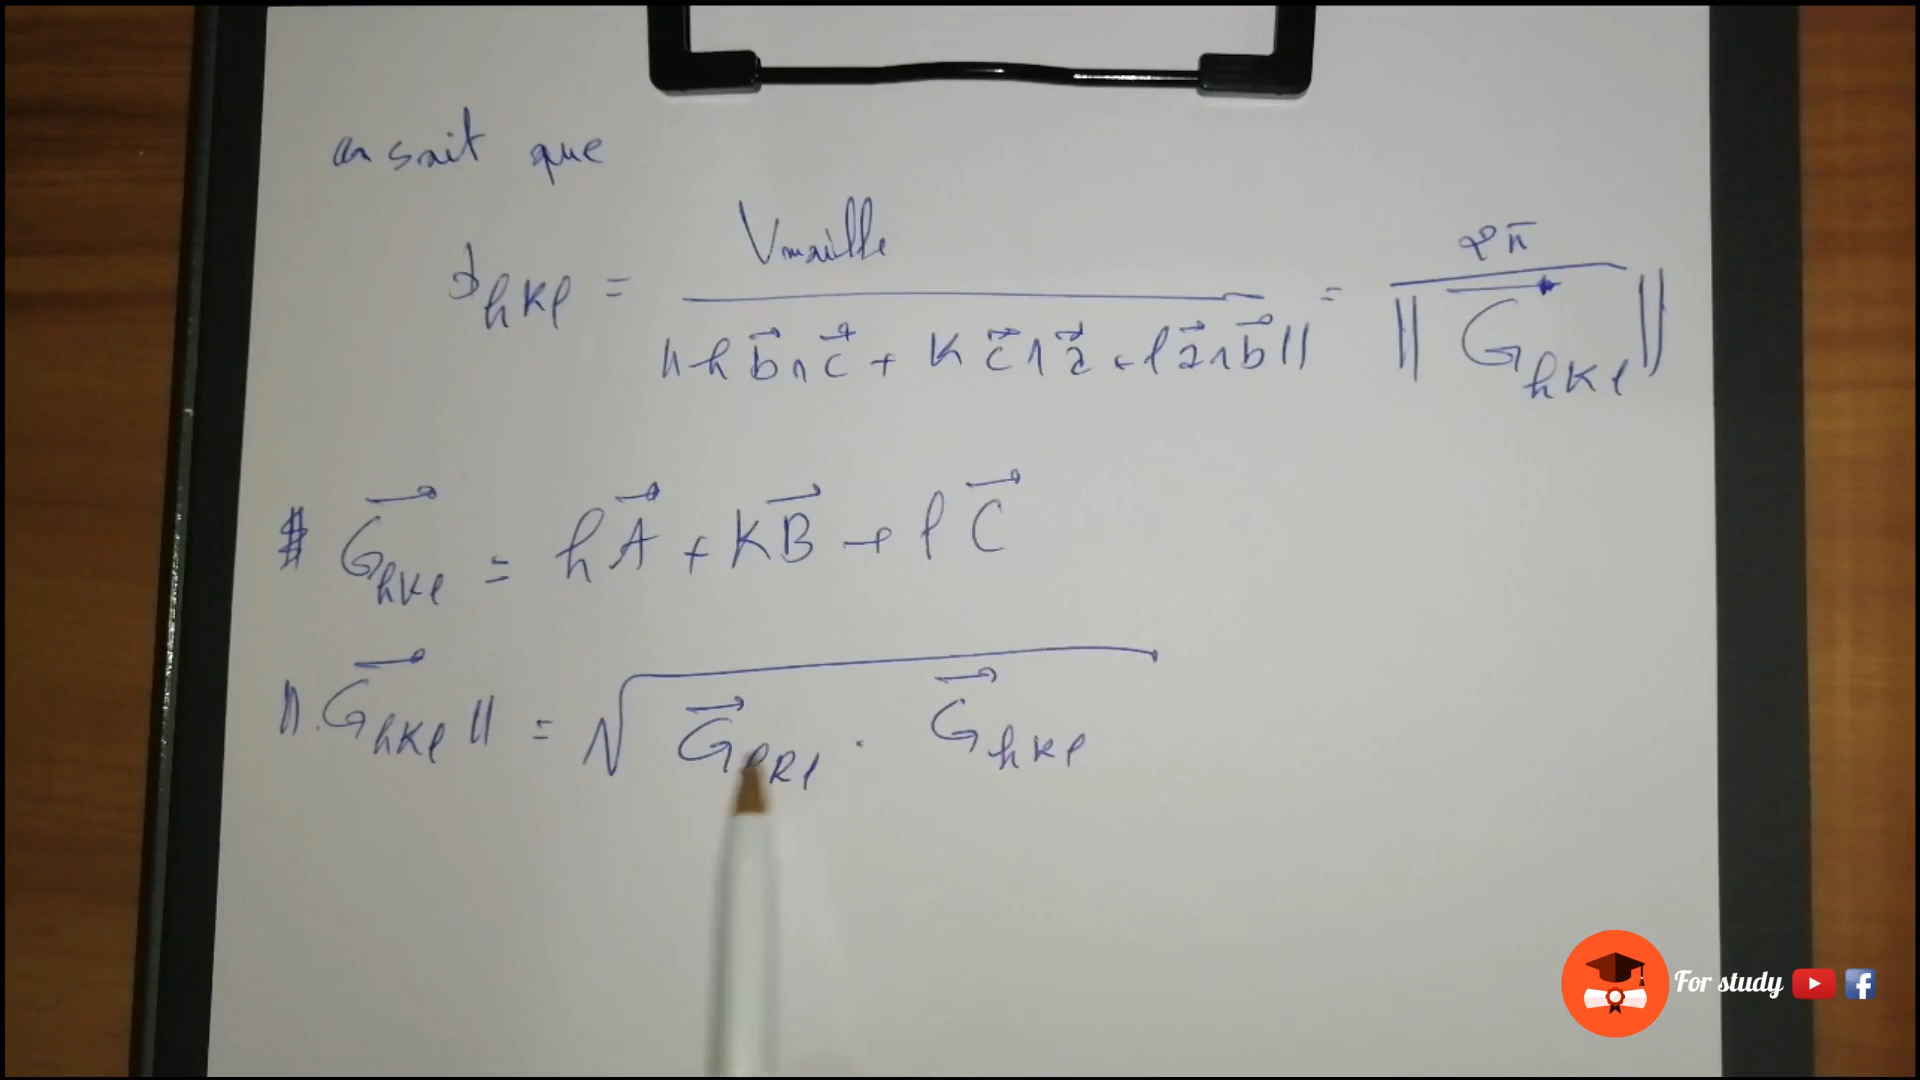 on sait que
d_hkl = Vmaille / ||h b⃗∧c⃗ + k c⃗∧a⃗ + l a⃗∧b⃗|| = 2π / ||G⃗_hkl||
# G⃗_hkl = hA⃗ + kB⃗ + lC⃗
||G⃗_hkl|| = √(G⃗_hkl . G⃗_hkl)
For study